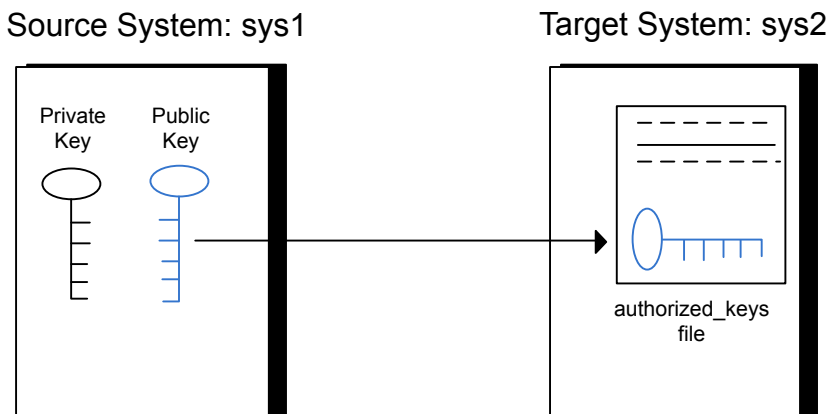 Source System: sys1
Target System: sys2
Private
Key
Public
Key
authorized_keys
file